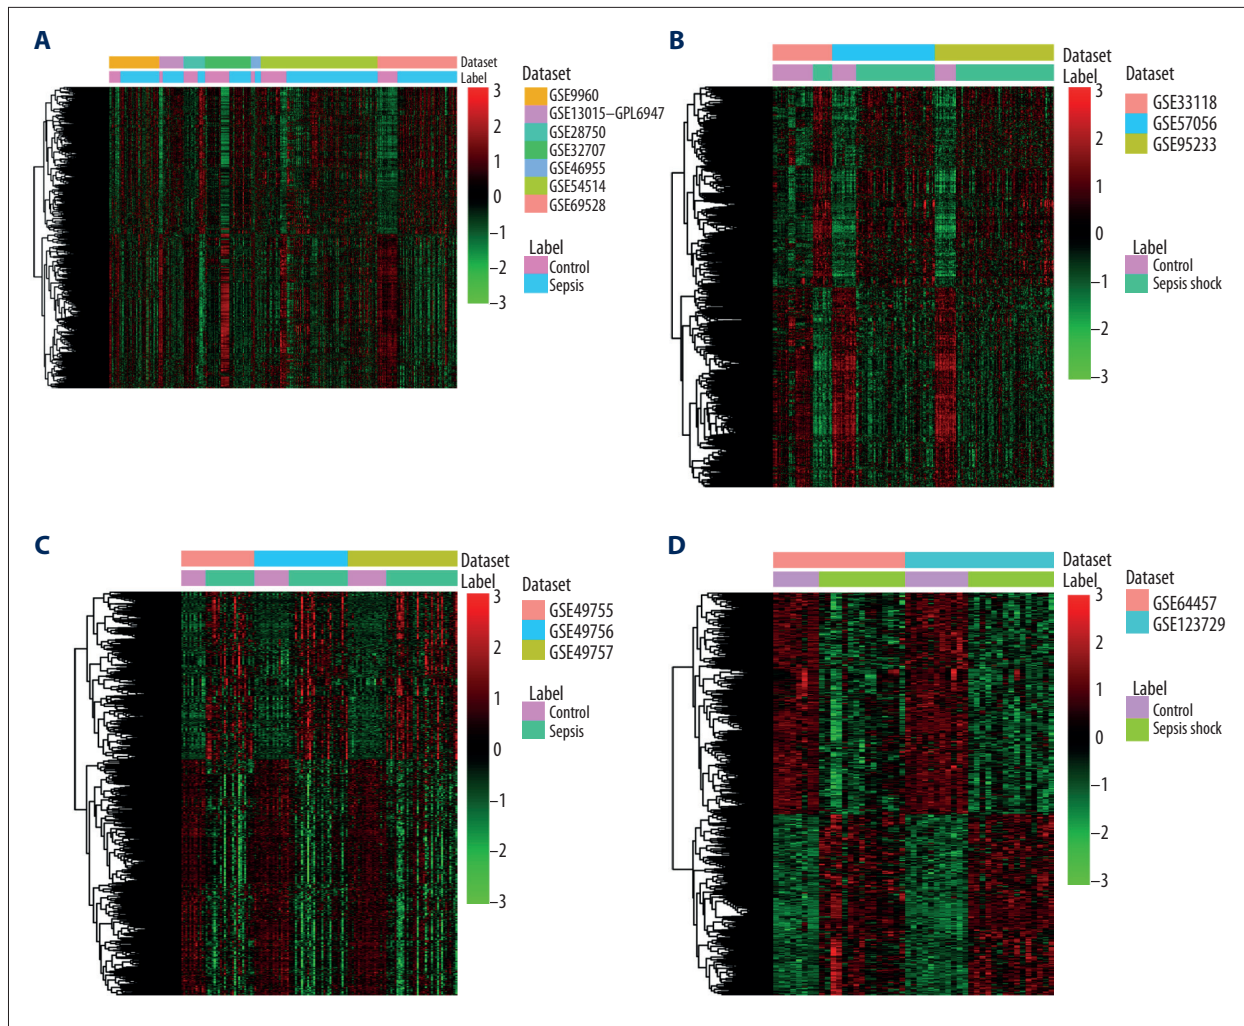 A
Dataset
Label
3
2
1
0
−1
−2
−3
Dataset
GSE9960
GSE13015−GPL6947
GSE28750
GSE32707
GSE46955
GSE54514
GSE69528
Label
Control
Sepsis
B
Dataset
Label
3
2
1
0
−1
−2
−3
Dataset
GSE33118
GSE57056
GSE95233
Label
Control
Sepsis shock
C
Dataset
Label
3
2
1
0
−1
−2
−3
Dataset
GSE49755
GSE49756
GSE49757
Label
Control
Sepsis
D
Dataset
Label
3
2
1
0
−1
−2
−3
Dataset
GSE64457
GSE123729
Label
Control
Sepsis shock